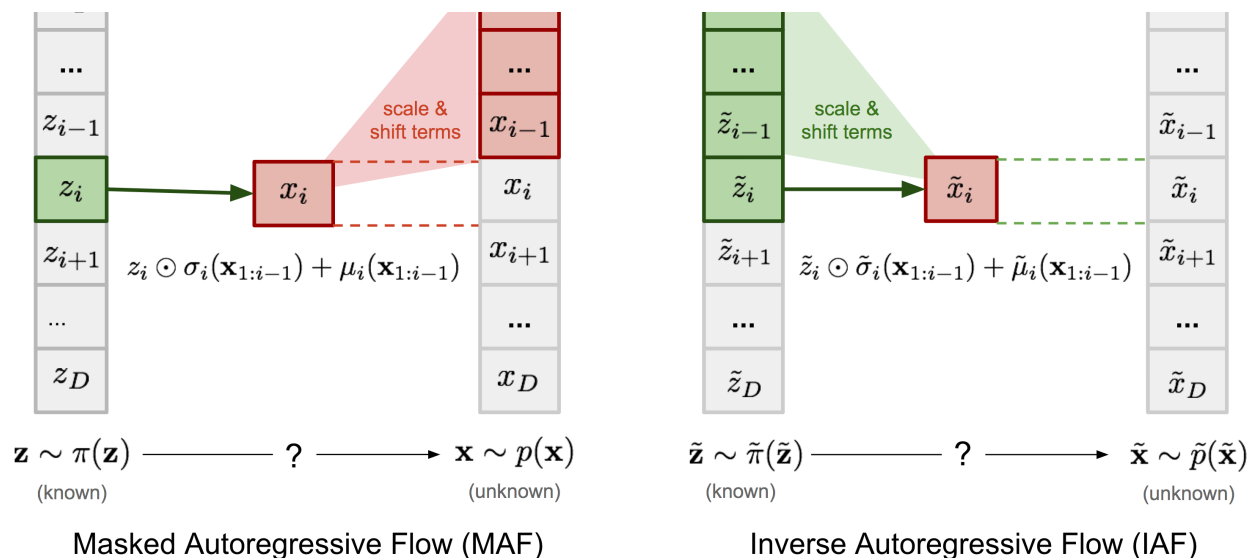 ...
z_{i-1}
z_i
z_{i+1}
...
z_D
x_i
scale &
shift terms
z_i ⊙ σ_i(𝐱_{1:i−1}) + μ_i(𝐱_{1:i−1})
...
x_{i-1}
x_i
x_{i+1}
...
x_D
𝐳 ∼ π(𝐳) ? 𝐱 ∼ p(𝐱)
(known) (unknown)
Masked Autoregressive Flow (MAF)
...
z̃_{i-1}
z̃_i
z̃_{i+1}
...
z̃_D
scale &
shift terms
x̃_i
z̃_i ⊙ σ̃_i(𝐱_{1:i−1}) + μ̃_i(𝐱_{1:i−1})
...
x̃_{i-1}
x̃_i
x̃_{i+1}
...
x̃_D
𝐳̃ ∼ π̃(𝐳̃) ? 𝐱̃ ∼ p̃(𝐱̃)
(known) (unknown)
Inverse Autoregressive Flow (IAF)